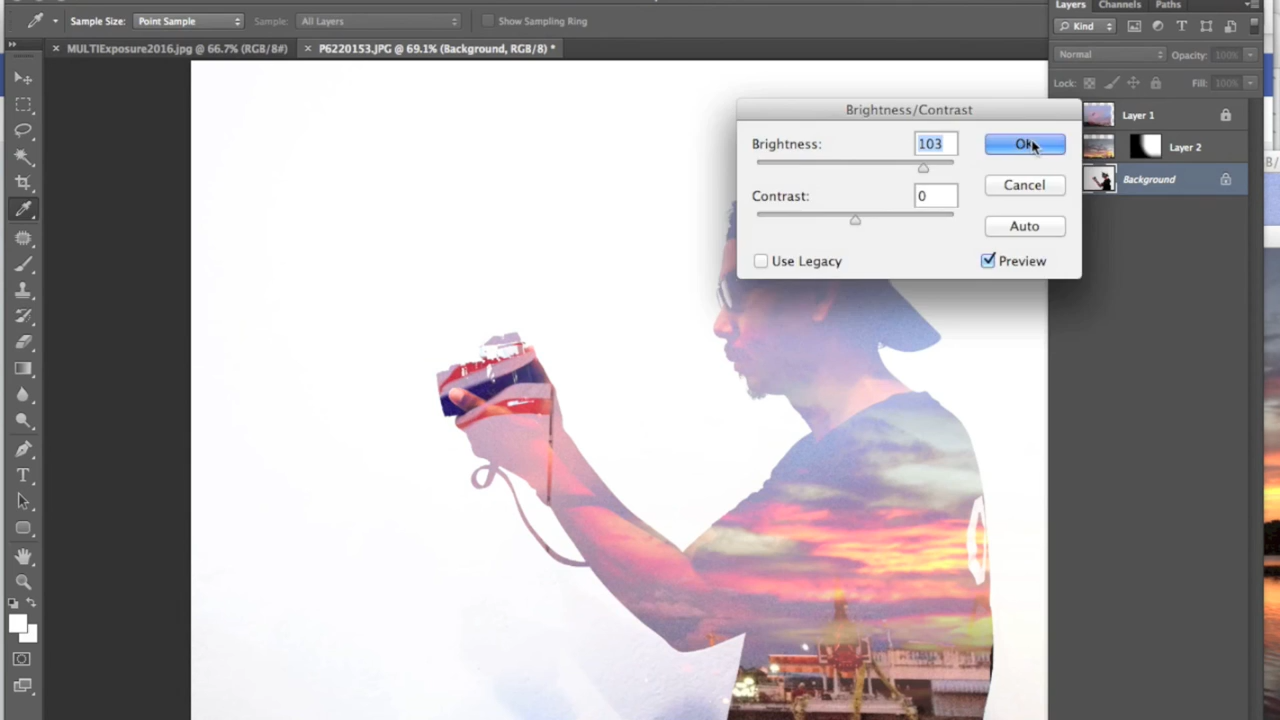 Sample Size: Point Sample Sample: All Layers Show Sampling Ring
Layers Channels Paths
Kind
× MULTIExposure2016.jpg @ 66.7% (RGB/8#) × P6220153.JPG @ 69.1% (Background, RGB/8) *
Normal Opacity: 100%
Lock: Fill: 100%
Brightness/Contrast
Brightness: 103 OK
Cancel
Contrast: 0
Auto
Use Legacy Preview
Layer 1
Layer 2
Background